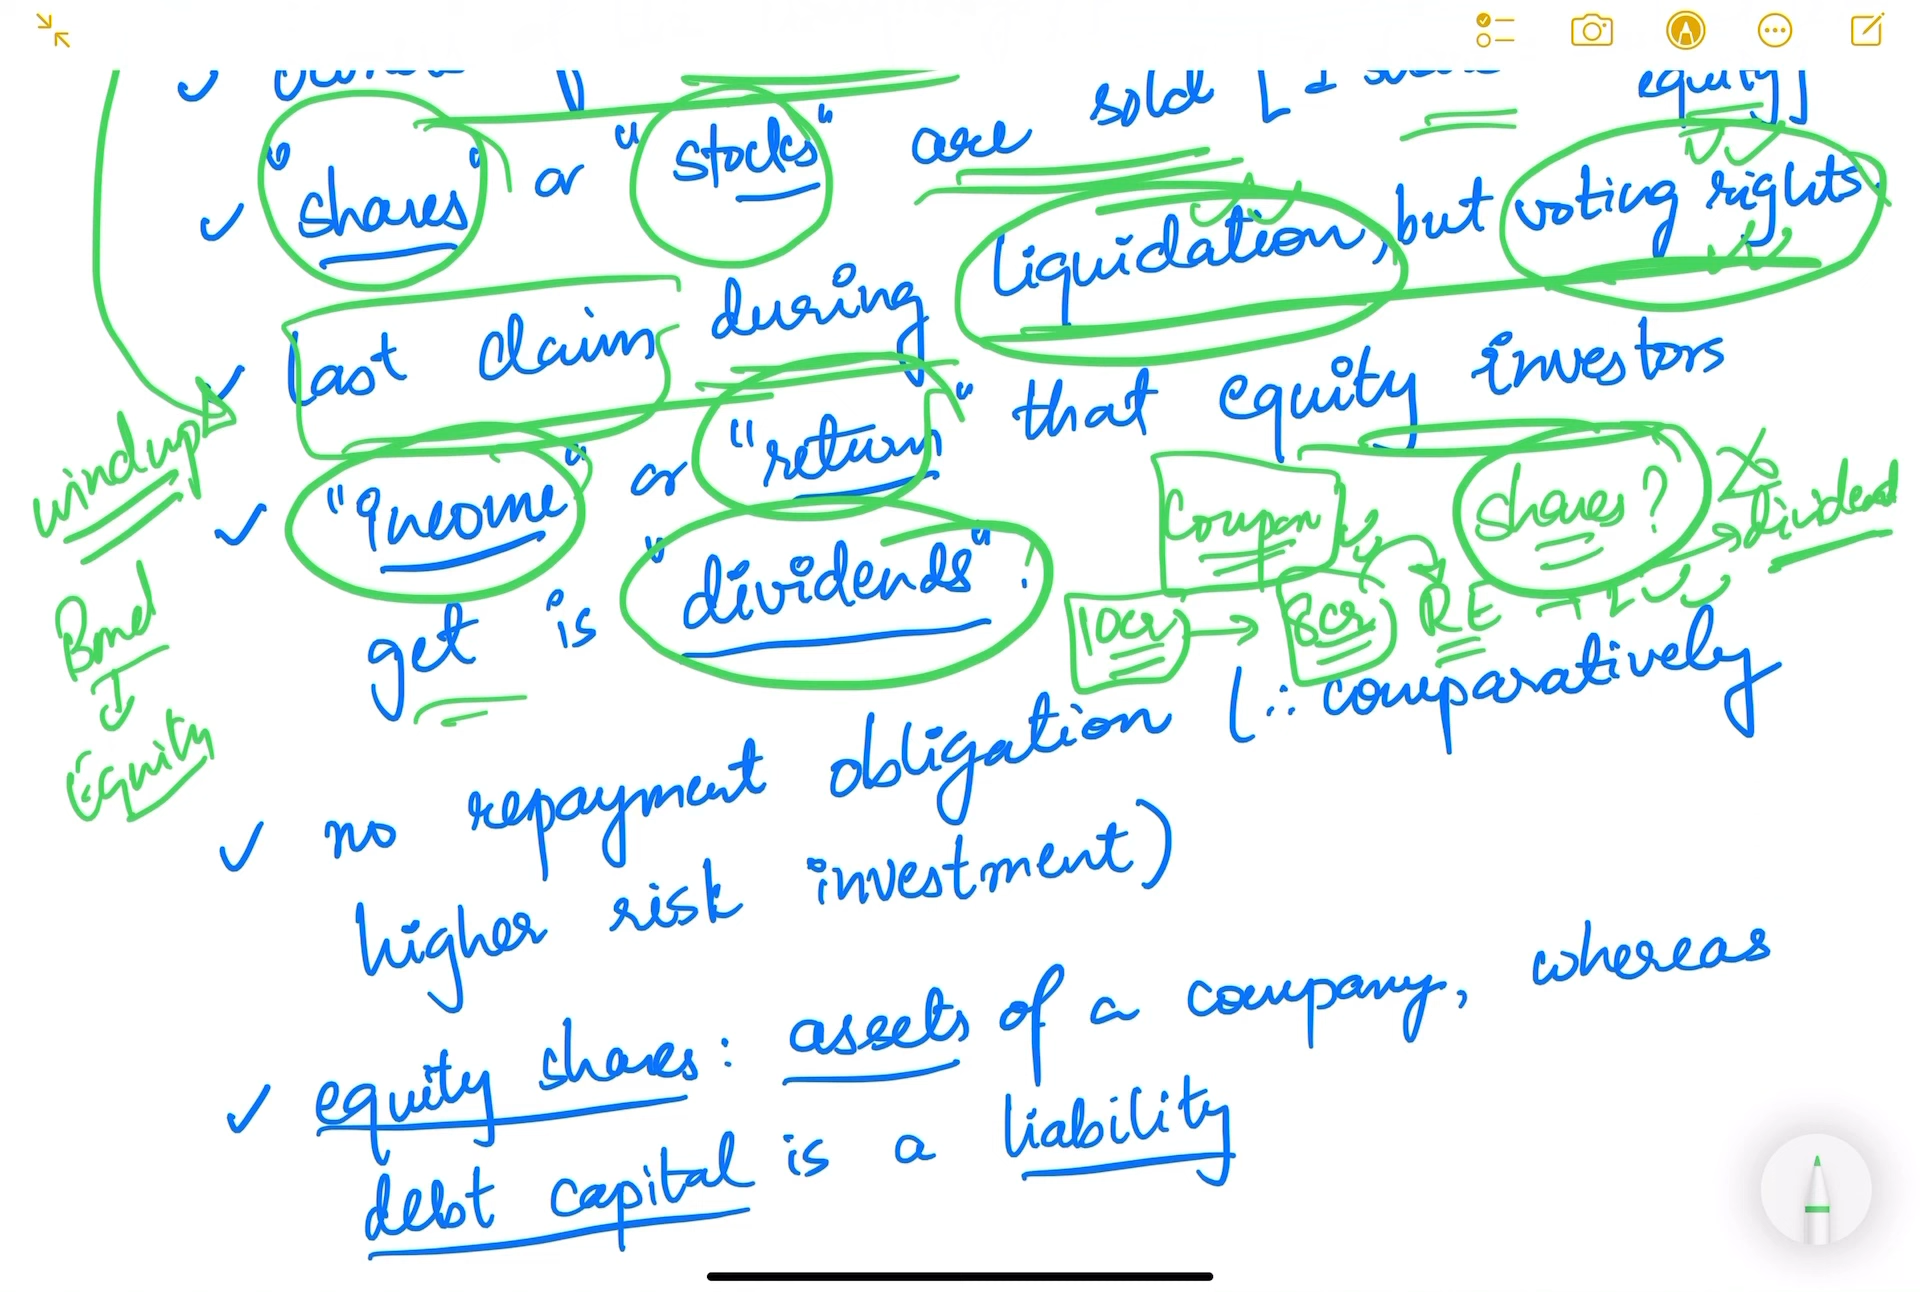 sold [ 1 equity]
"shares" or "stocks" are
last claim during liquidation, but voting rights
"Income" or "return" that equity investors
get is "dividends".
no repayment obligation (∴ comparatively
higher risk investment)
equity shares: assets of a company, whereas
debt capital is a liability
windup
Bond
Equity
Coupon
shares?
dividend
10cr → 8cr RE